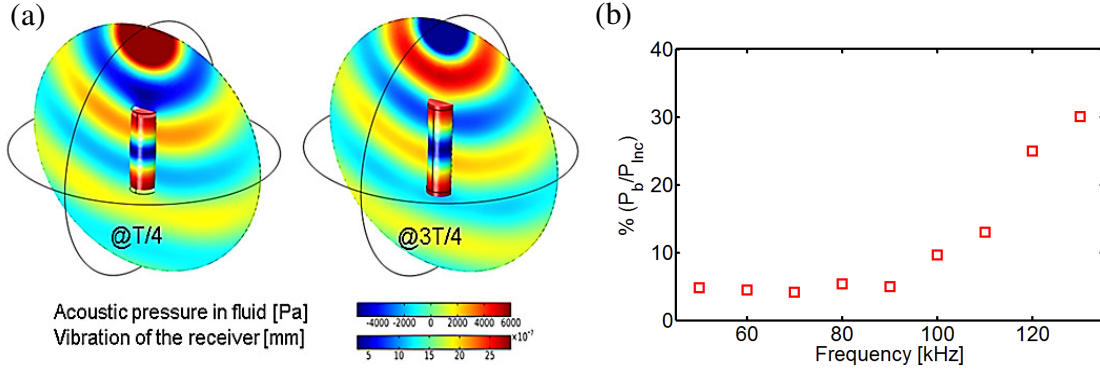 (a)
@T/4
@3T/4
Acoustic pressure in fluid [Pa]
-4000 -2000 0 2000 4000 6000
Vibration of the receiver [mm]
×10⁻⁷
5 10 15 20 25
(b)
40
30
20
10
0
% (P_b/P_Inc)
60 80 100 120
Frequency [kHz]